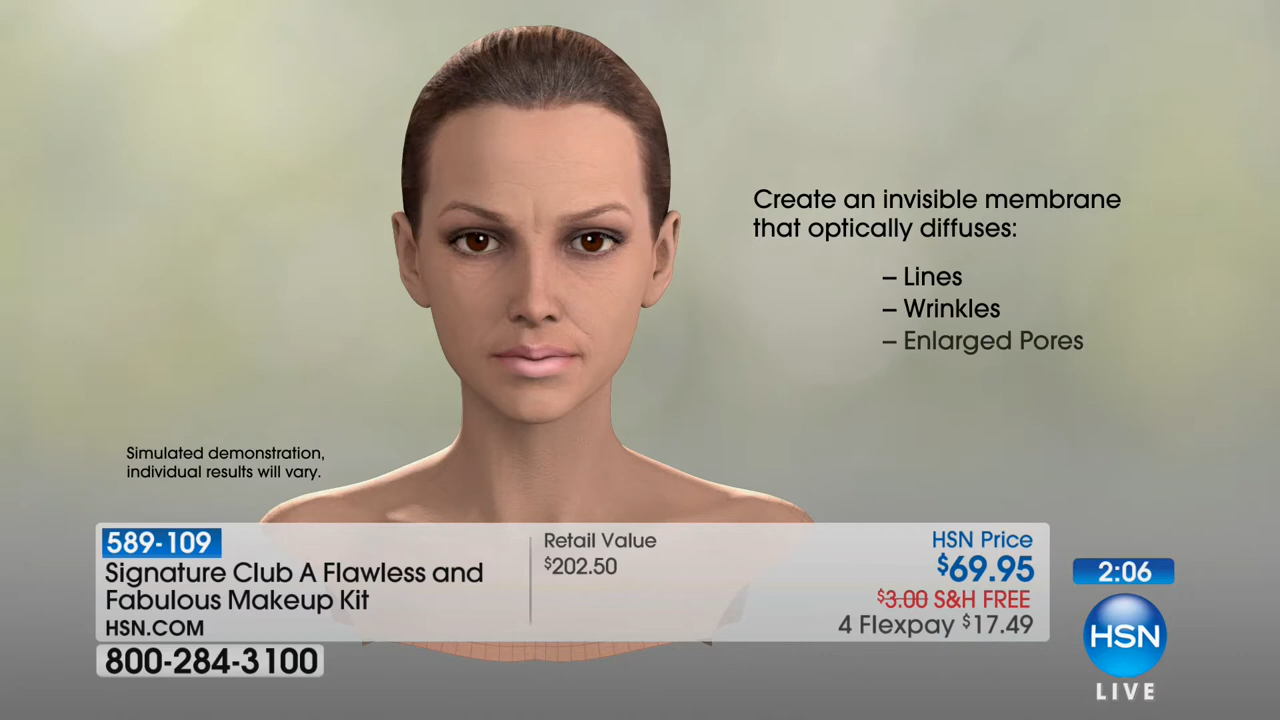 Create an invisible membrane
that optically diffuses:
– Lines
– Wrinkles
– Enlarged Pores
Simulated demonstration,
individual results will vary.
589-109
Signature Club A Flawless and
Fabulous Makeup Kit
HSN.COM
800-284-3100
Retail Value
$202.50
HSN Price
$69.95
$3.00 S&H FREE
4 Flexpay $17.49
2:06
HSN
LIVE